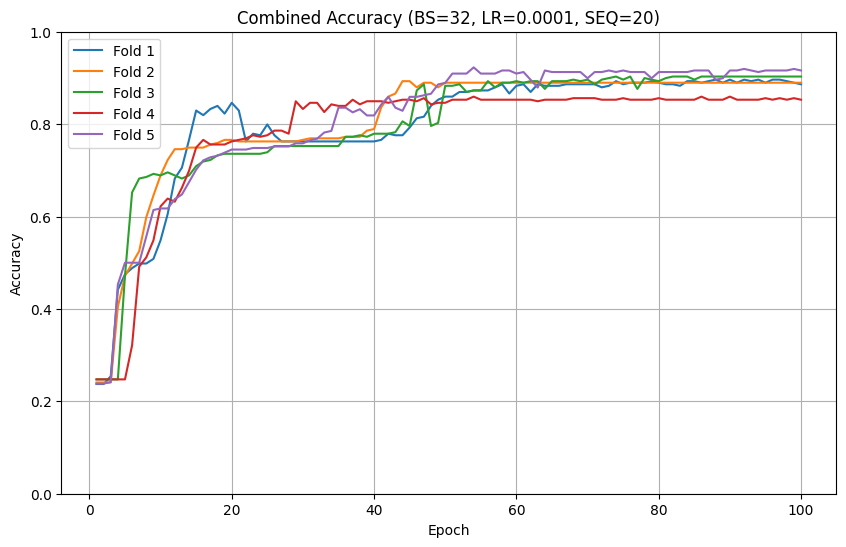 Combined Accuracy (BS=32, LR=0.0001, SEQ=20)
Fold 1
Fold 2
Fold 3
Fold 4
Fold 5
Accuracy
1.0
0.8
0.6
0.4
0.2
0.0
0
20
40
60
80
100
Epoch